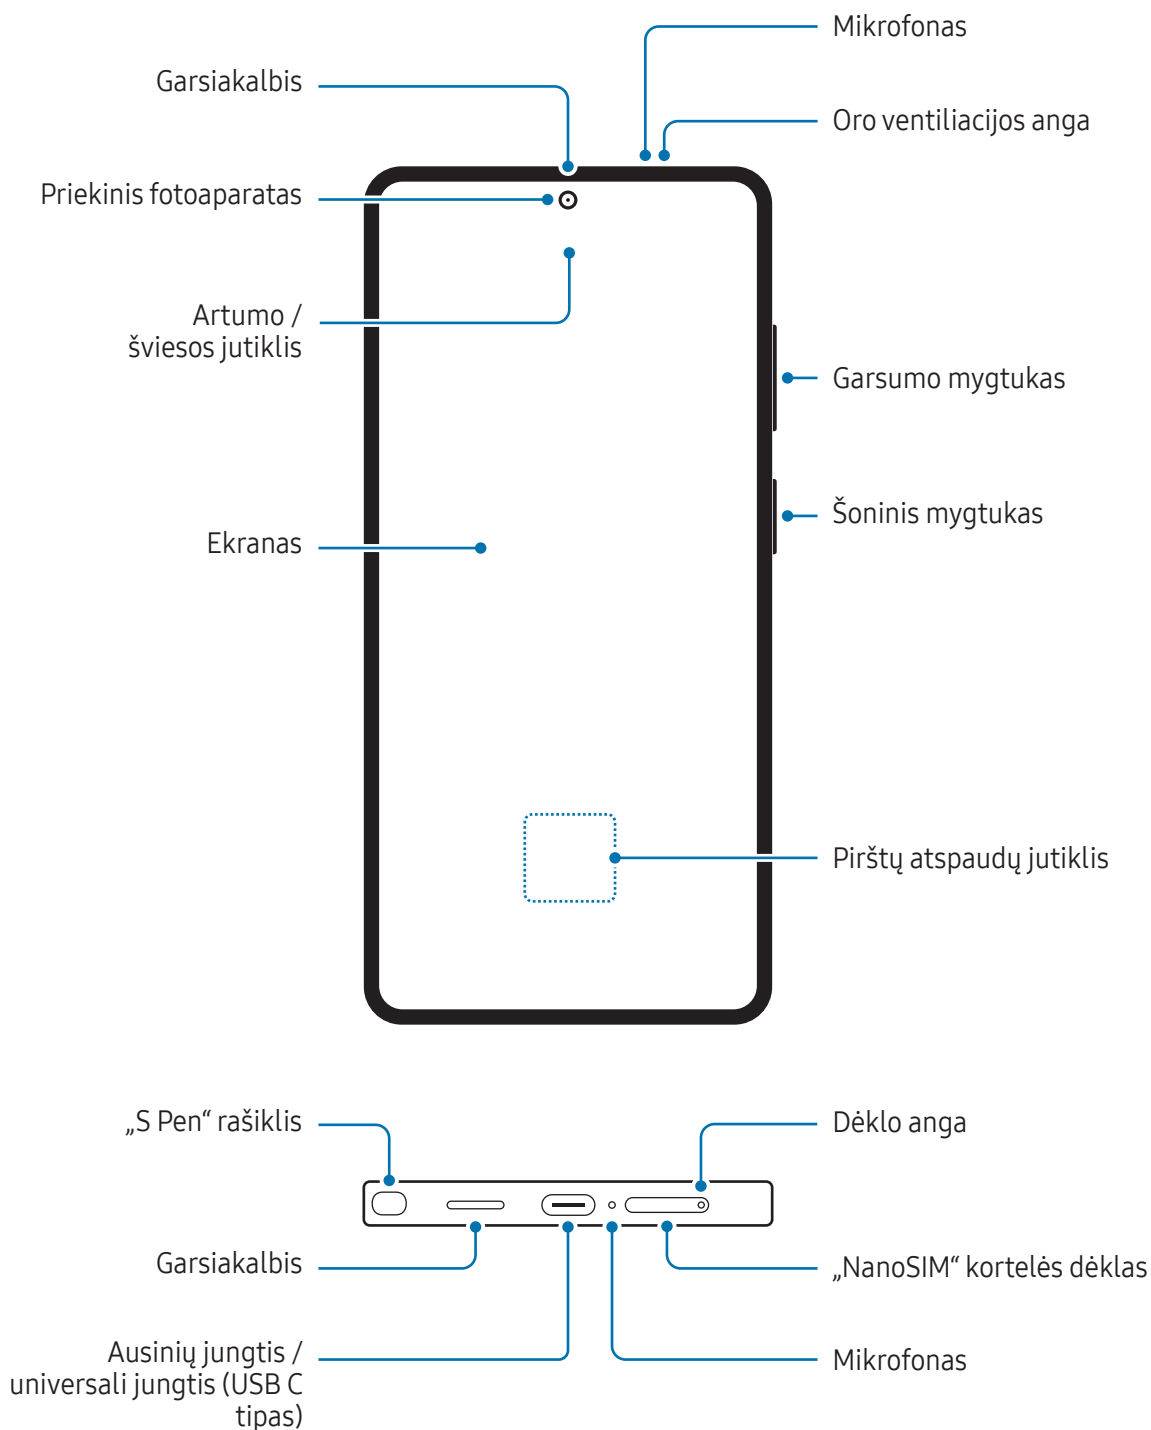 Mikrofonas
Garsiakalbis
Oro ventiliacijos anga
Priekinis fotoaparatas
Artumo /
šviesos jutiklis
Garsumo mygtukas
Šoninis mygtukas
Ekranas
Pirštų atspaudų jutiklis
„S Pen“ rašiklis
Dėklo anga
Garsiakalbis
„NanoSIM“ kortelės dėklas
Ausinių jungtis /
universali jungtis (USB C
tipas)
Mikrofonas